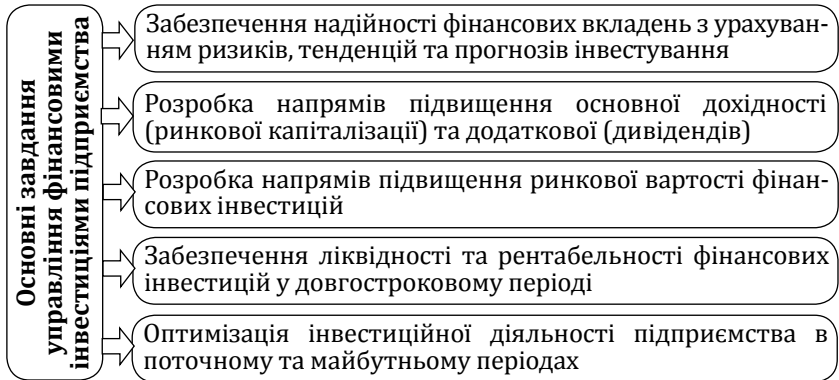 Основні завдання
управління фінансовими
інвестиціями підприємства
Забезпечення надійності фінансових вкладень з урахуван-
ням ризиків, тенденцій та прогнозів інвестування
Розробка напрямів підвищення основної дохідності
(ринкової капіталізації) та додаткової (дивідендів)
Розробка напрямів підвищення ринкової вартості фінан-
сових інвестицій
Забезпечення ліквідності та рентабельності фінансових
інвестицій у довгостроковому періоді
Оптимізація інвестиційної діяльності підприємства в
поточному та майбутньому періодах